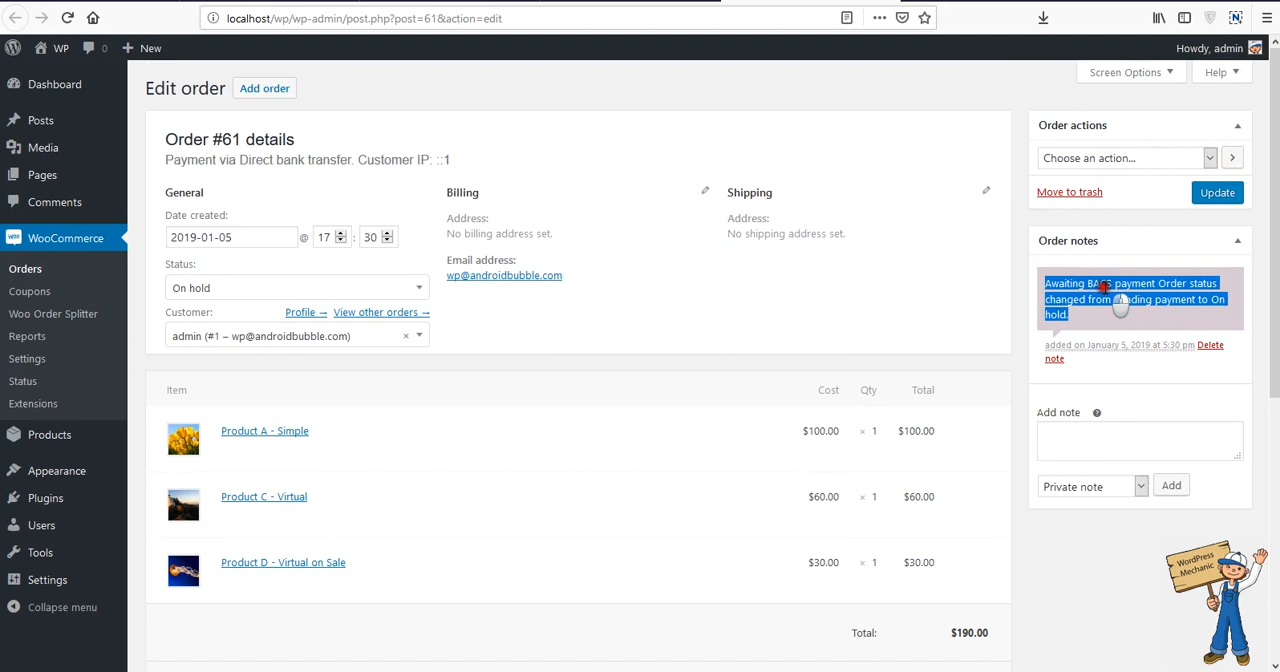 localhost/wp/wp-admin/post.php?post=61&action=edit
WP 0 New Howdy, admin
Screen Options Help
Dashboard
Posts
Media
Pages
Comments
WooCommerce
Orders
Coupons
Woo Order Splitter
Reports
Settings
Status
Extensions
Products
Appearance
Plugins
Users
Tools
Settings
Collapse menu
Edit order Add order
Order #61 details
Payment via Direct bank transfer. Customer IP: ::1
General
Date created:
2019-01-05 @ 17 : 30
Status:
On hold
Customer: Profile → View other orders →
admin (#1 – wp@androidbubble.com) ×
Billing
Address:
No billing address set.
Email address:
wp@androidbubble.com
Shipping
Address:
No shipping address set.
Item Cost Qty Total
Product A - Simple $100.00 × 1 $100.00
Product C - Virtual $60.00 × 1 $60.00
Product D - Virtual on Sale $30.00 × 1 $30.00
Total: $190.00
Order actions
Choose an action...
Move to trash Update
Order notes
Awaiting BACS payment Order status
changed from payment to On
hold.
added on January 5, 2019 at 5:30 pm Delete
note
Add note
Private note Add
WordPress
Mechanic